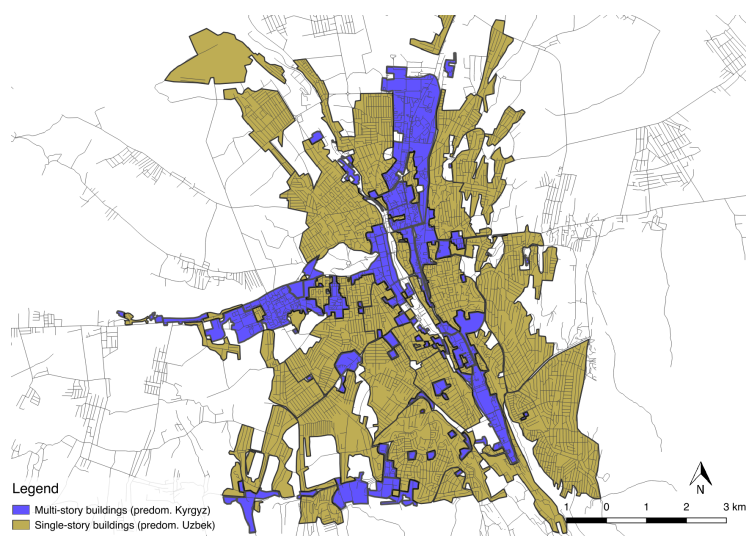 Legend
Multi-story buildings (predom. Kyrgyz)
Single-story buildings (predom. Uzbek)
N
1 0 1 2 3 km